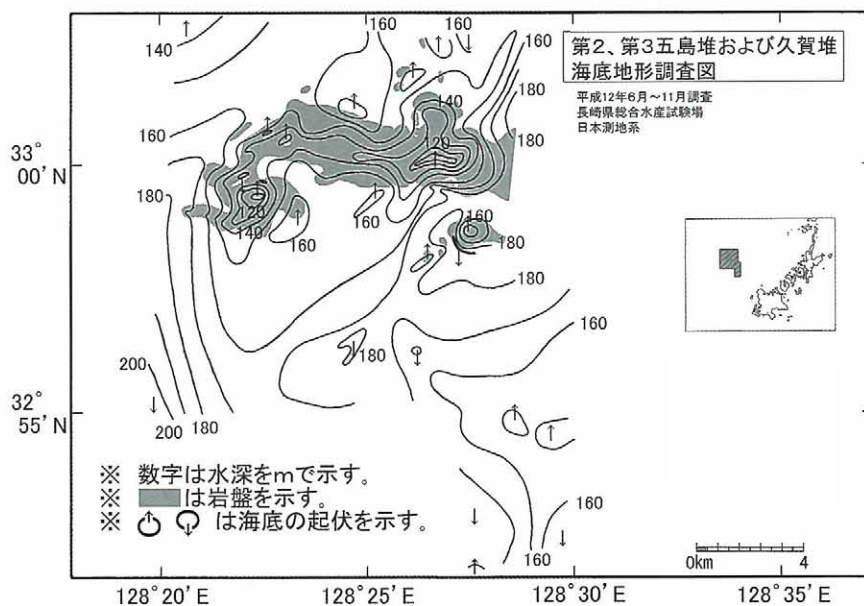 第2、第3五島堆および久賀堆
海底地形調査図
平成12年6月～11月調査
長崎県総合水産試験場
日本測地系
160
160
160
140
180
140
160
180
120
33°
00' N
180
120
160
160
140
160
180
180
160
180
200
32°
55' N
200
180
※ 数字は水深をmで示す。
※ は岩盤を示す。
※ は海底の起伏を示す。
160
160
0km 4
128°20' E
128°25' E
128°30' E
128°35' E